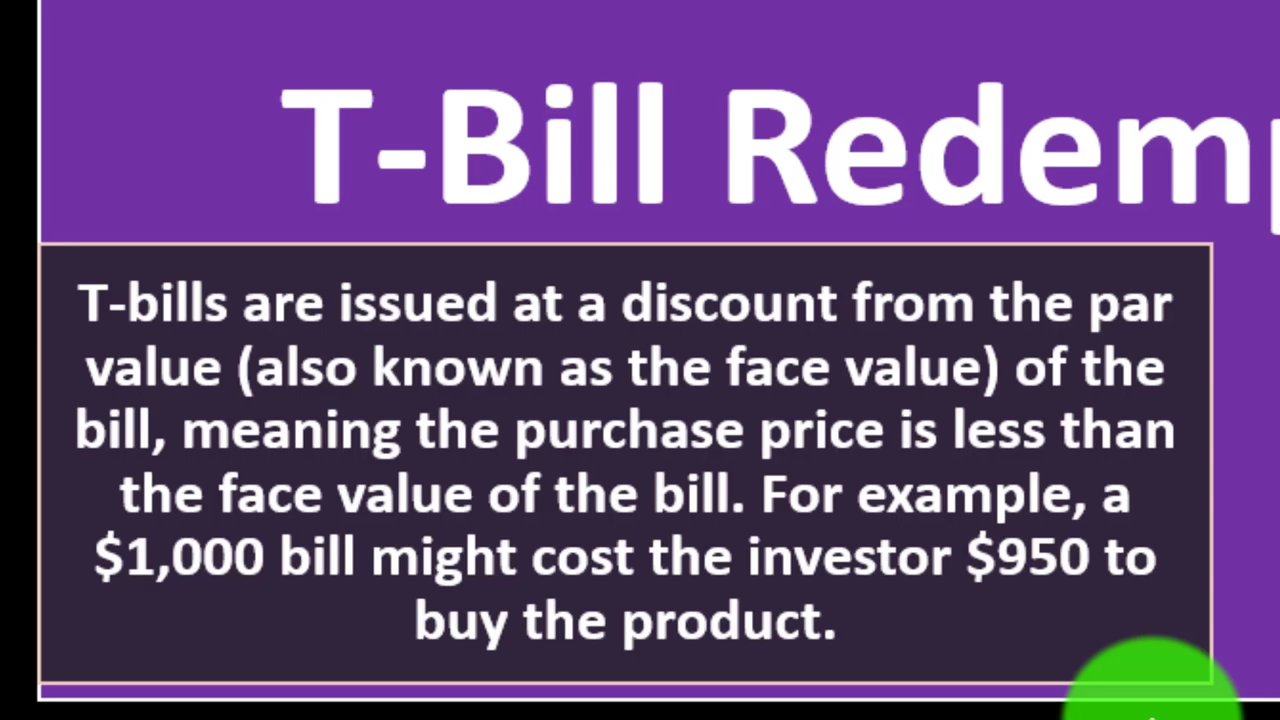 T-Bill Redemp
T-bills are issued at a discount from the par
value (also known as the face value) of the
bill, meaning the purchase price is less than
the face value of the bill. For example, a
$1,000 bill might cost the investor $950 to
buy the product.